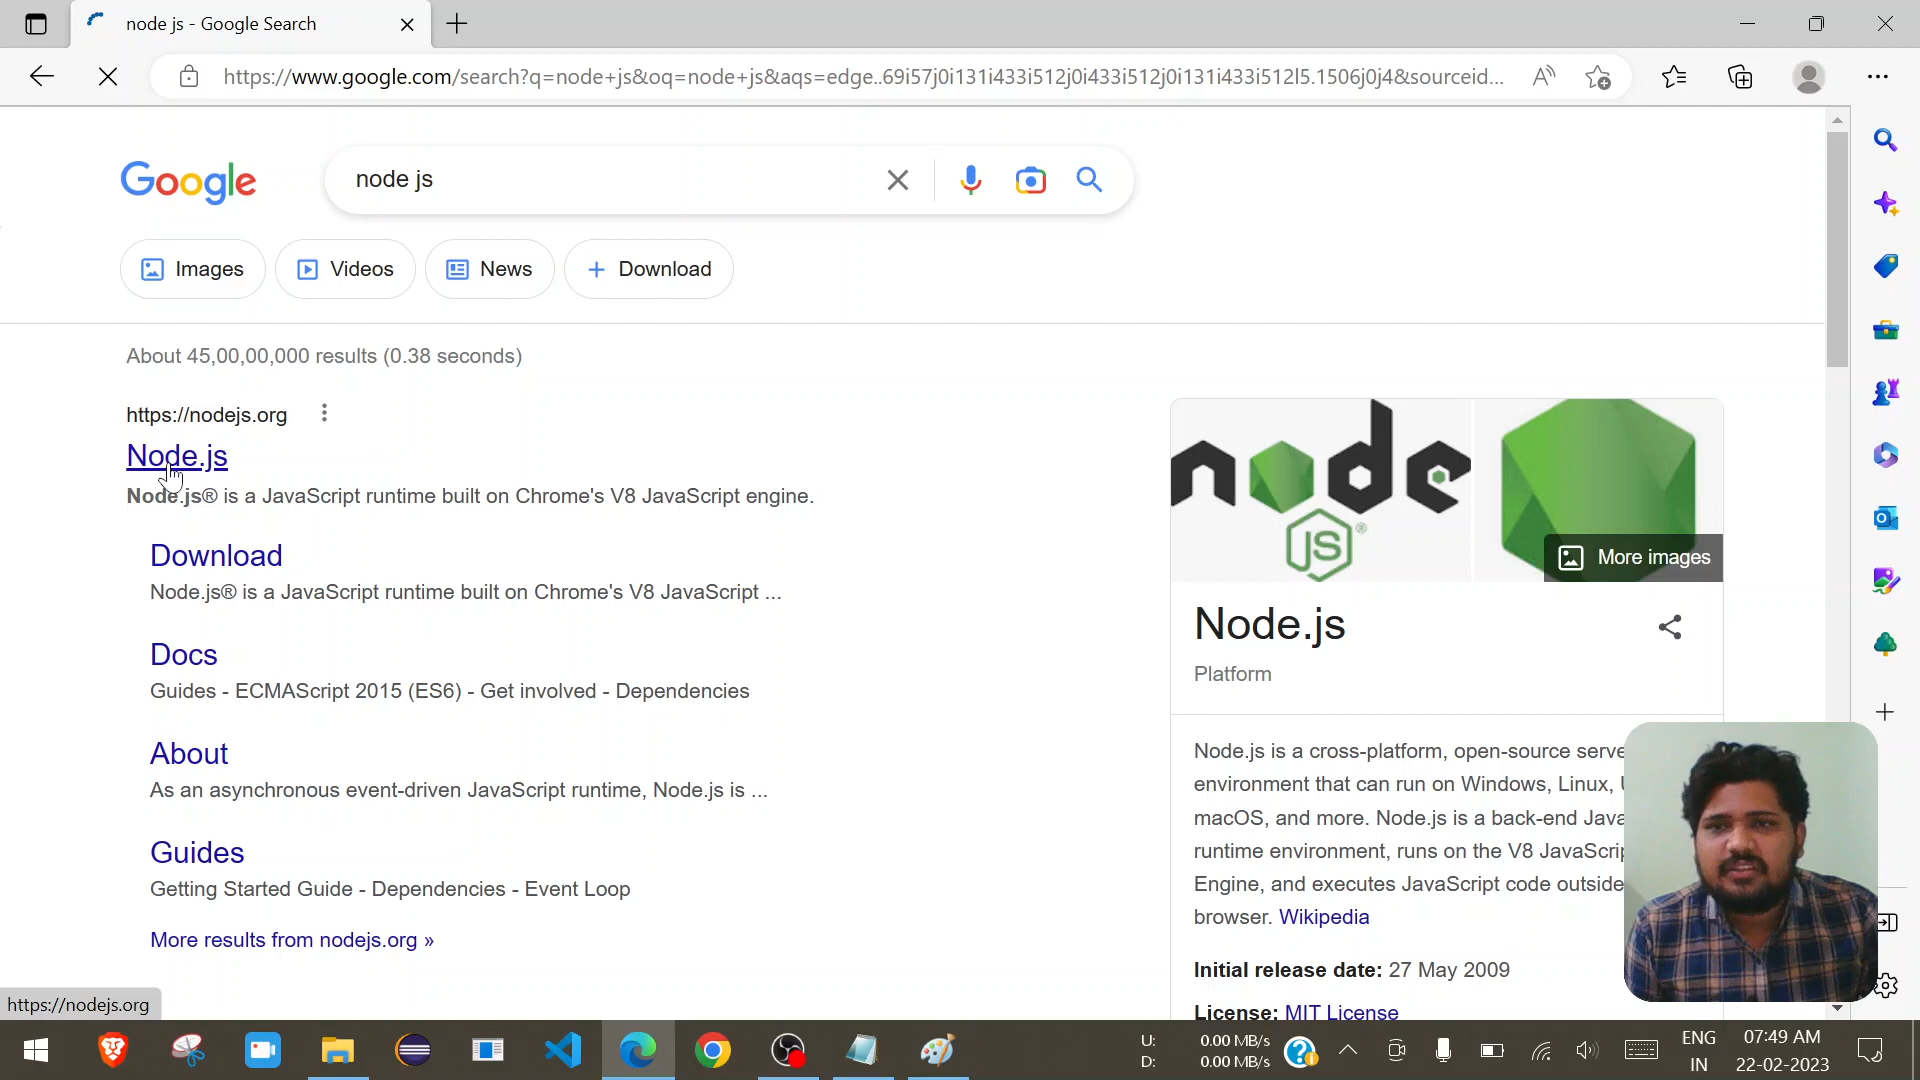 node js - Google Search
https://www.google.com/search?q=node+js&oq=node+js&aqs=edge..69i57j0i131i433i512j0i433i512j0i131i433i512l5.1506j0j4&sourceid...
Google
node js
Images
Videos
News
Download
About 45,00,00,000 results (0.38 seconds)
https://nodejs.org
Node.js
Node.js® is a JavaScript runtime built on Chrome's V8 JavaScript engine.
Download
Node.js® is a JavaScript runtime built on Chrome's V8 JavaScript ...
Docs
Guides - ECMAScript 2015 (ES6) - Get involved - Dependencies
About
As an asynchronous event-driven JavaScript runtime, Node.js is ...
Guides
Getting Started Guide - Dependencies - Event Loop
More results from nodejs.org »
node
JS
More images
Node.js
Platform
Node.js is a cross-platform, open-source serve
environment that can run on Windows, Linux,
macOS, and more. Node.js is a back-end Java
runtime environment, runs on the V8 JavaScrip
Engine, and executes JavaScript code outside
browser. Wikipedia
Initial release date: 27 May 2009
License: MIT License
https://nodejs.org
U: 0.00 MB/s
D: 0.00 MB/s
ENG
IN
07:49 AM
22-02-2023